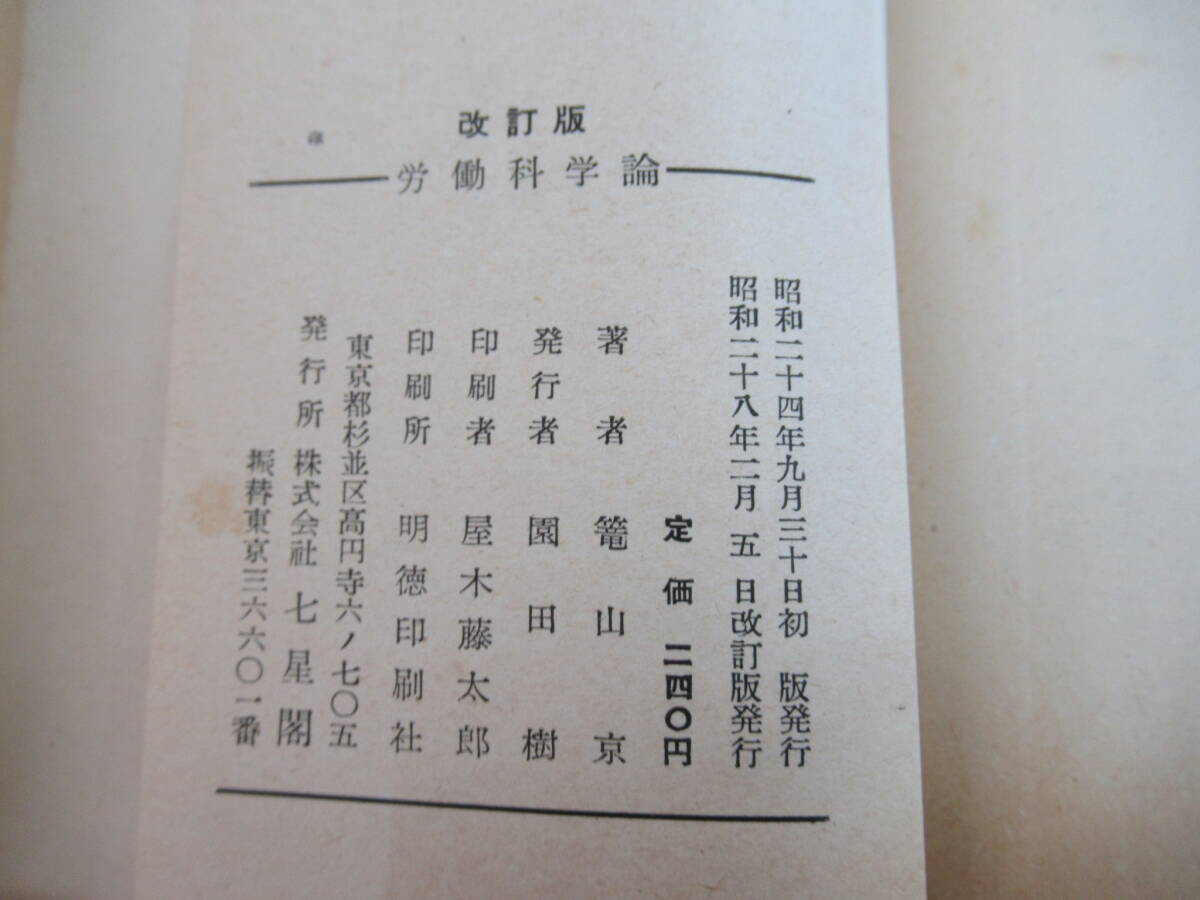 改訂版
労働科学論
昭和二十四年九月三十日初版発行
昭和二十八年二月五日改訂版発行
定価二四〇円
著者 篭山京
発行者 園田樹
印刷者 屋木藤太郎
印刷所 明徳印刷社
東京都杉並区高円寺六ノ七〇五
発行所 株式会社 七星閣
振替東京三六六〇一番